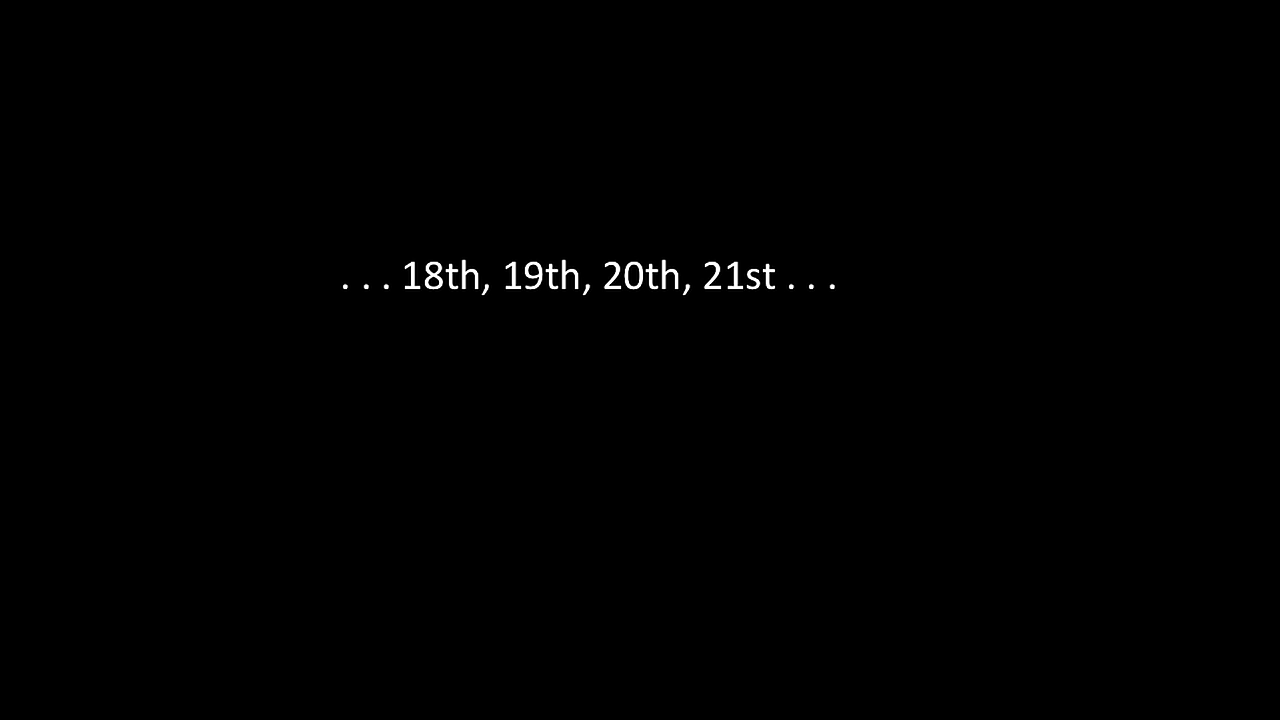 . . . 18th, 19th, 20th, 21st . . .